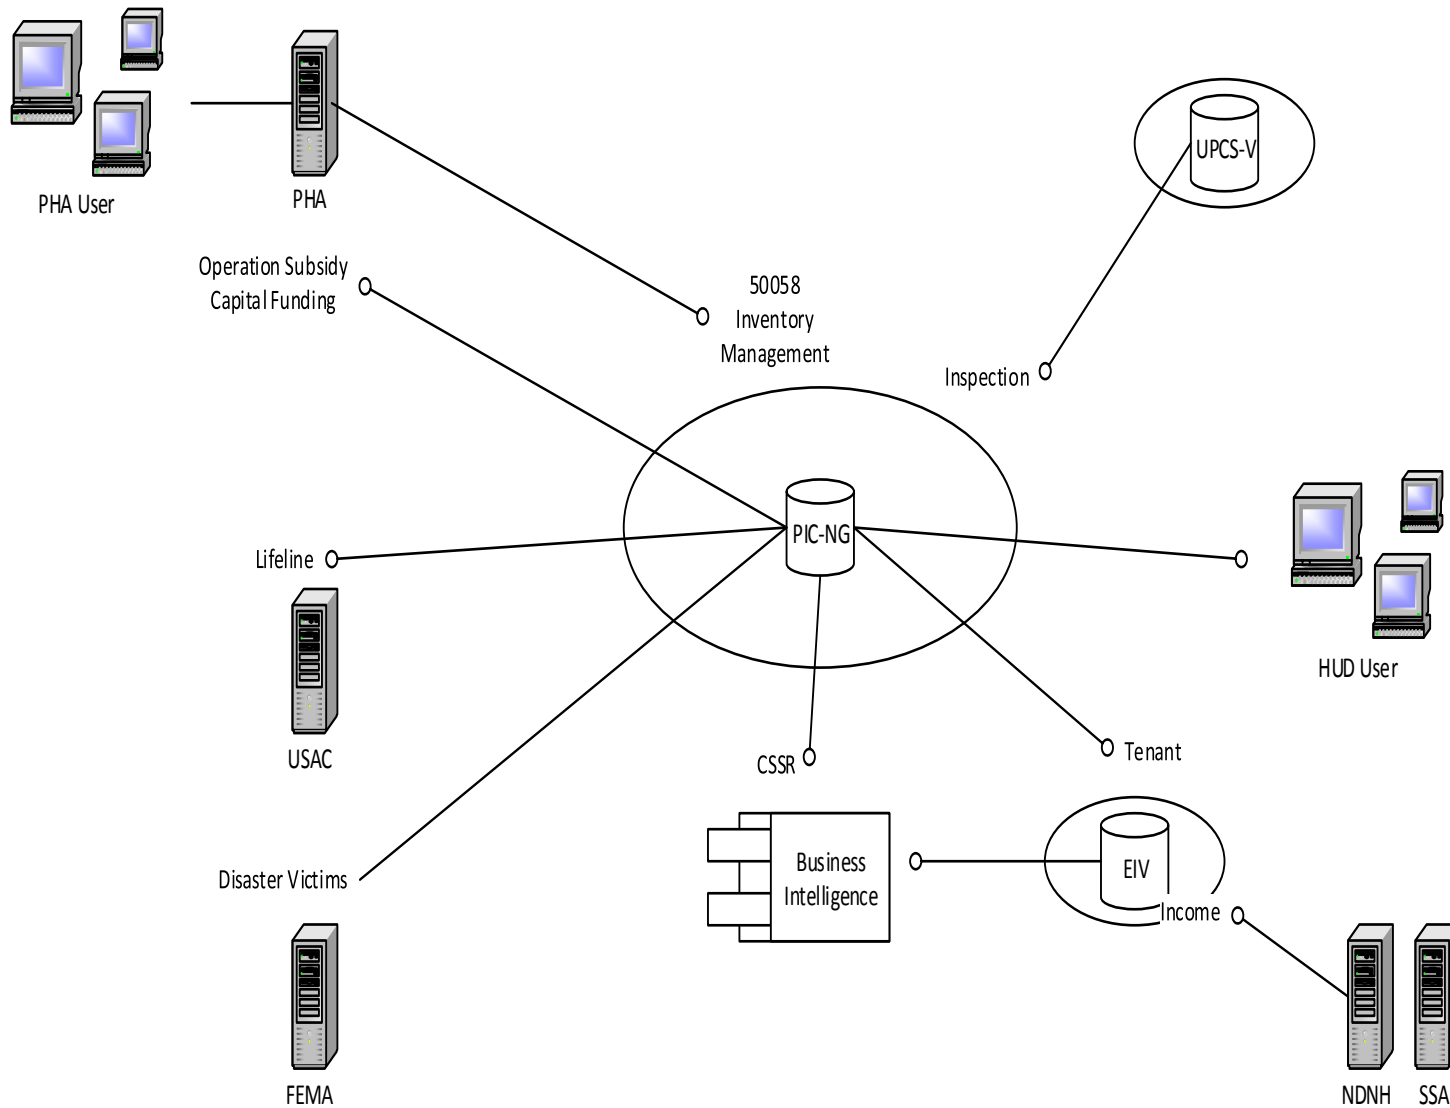 PHA User
PHA
UPCS-V
Operation Subsidy
Capital Funding
50058
Inventory
Management
Inspection
PIC-NG
Lifeline
HUD User
USAC
CSSR
Tenant
Business
Intelligence
EIV
Income
Disaster Victims
FEMA
NDNH
SSA